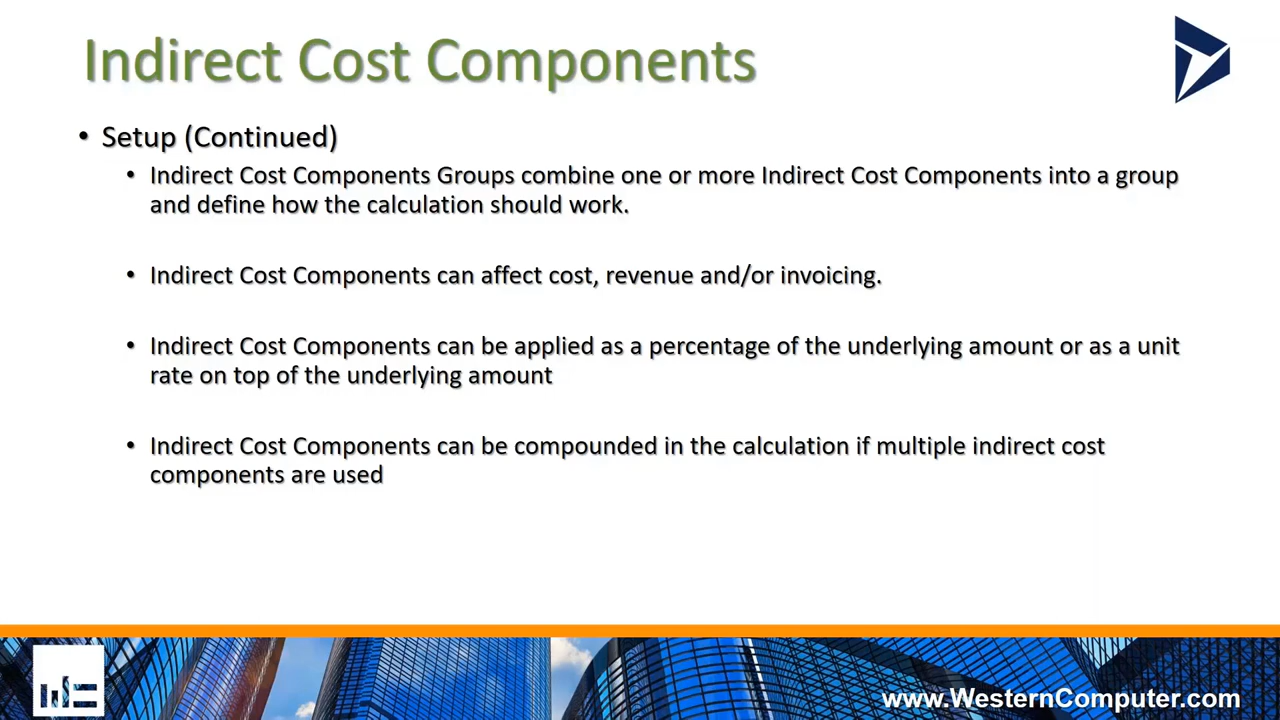 Indirect Cost Components
• Setup (Continued)
• Indirect Cost Components Groups combine one or more Indirect Cost Components into a group
and define how the calculation should work.
• Indirect Cost Components can affect cost, revenue and/or invoicing.
• Indirect Cost Components can be applied as a percentage of the underlying amount or as a unit
rate on top of the underlying amount
• Indirect Cost Components can be compounded in the calculation if multiple indirect cost
components are used
www.WesternComputer.com